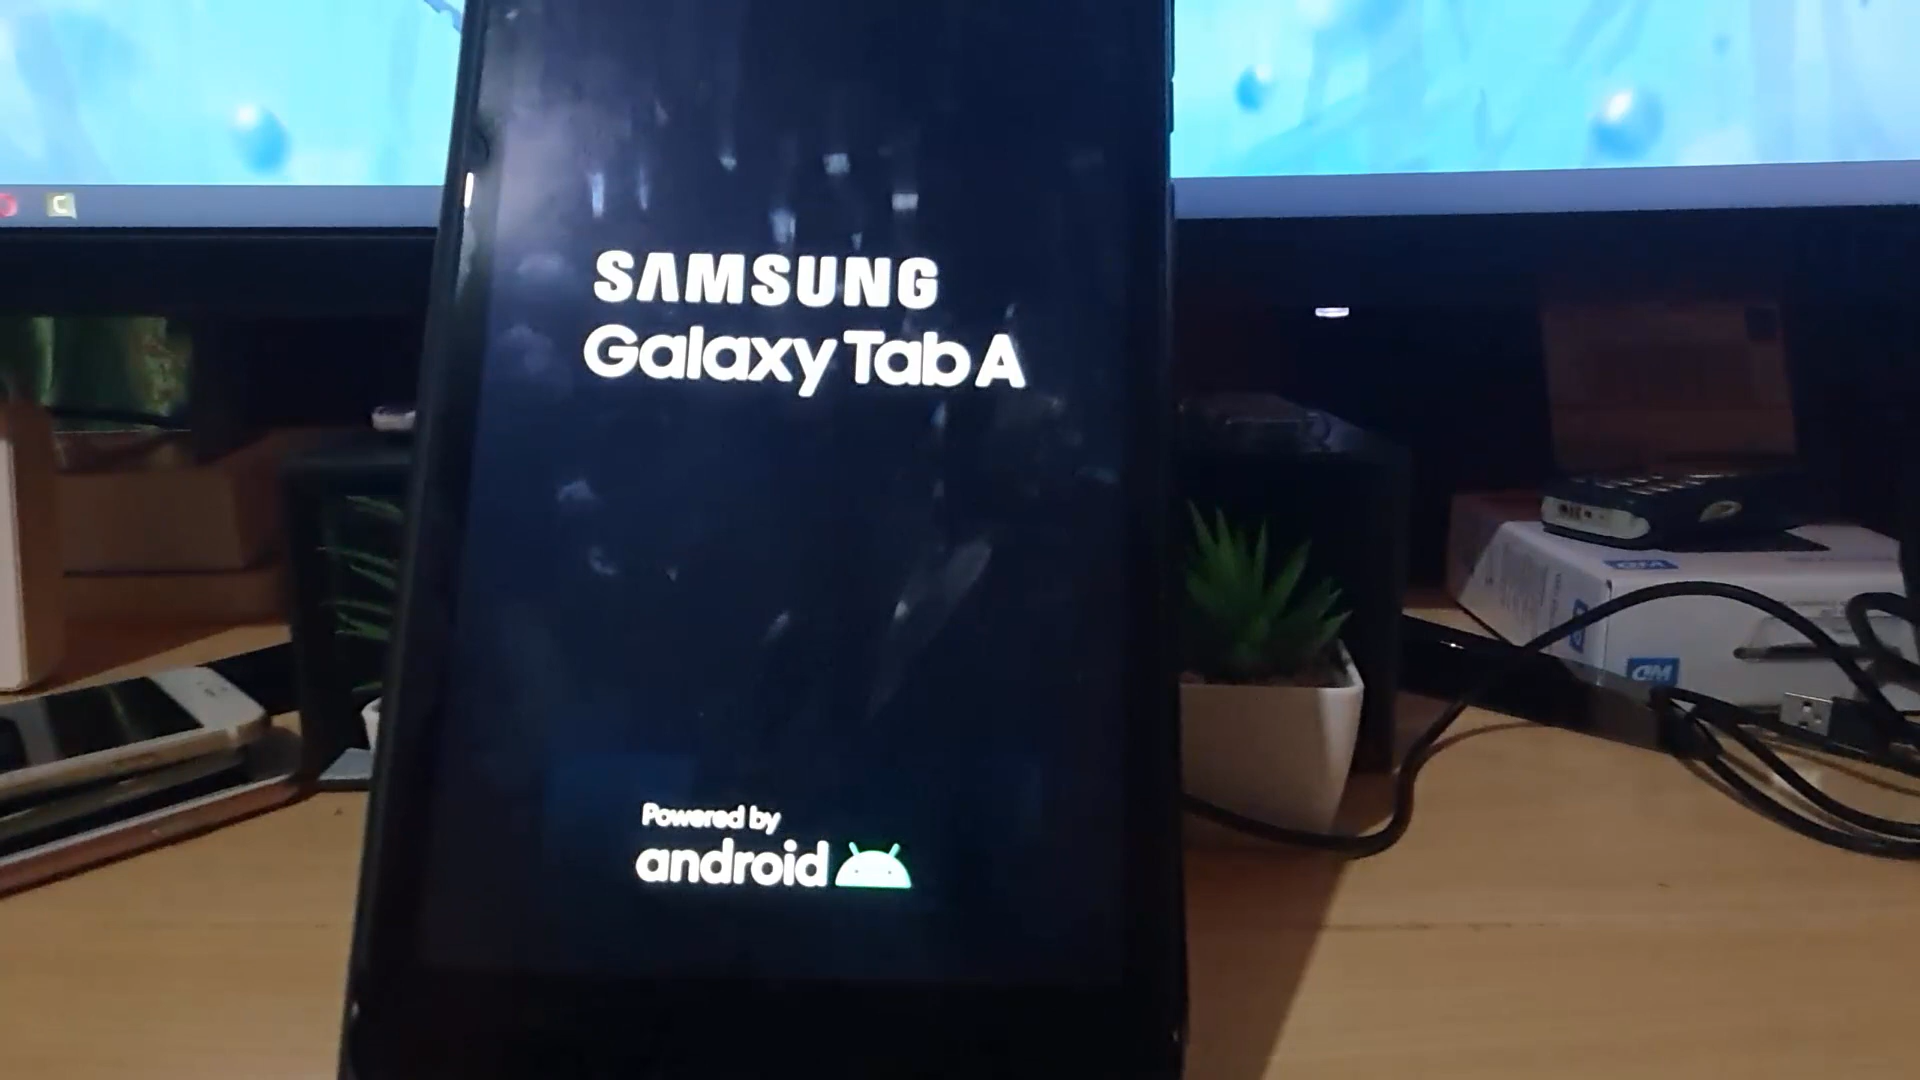 SAMSUNG
Galaxy Tab A
Powered by
android
C